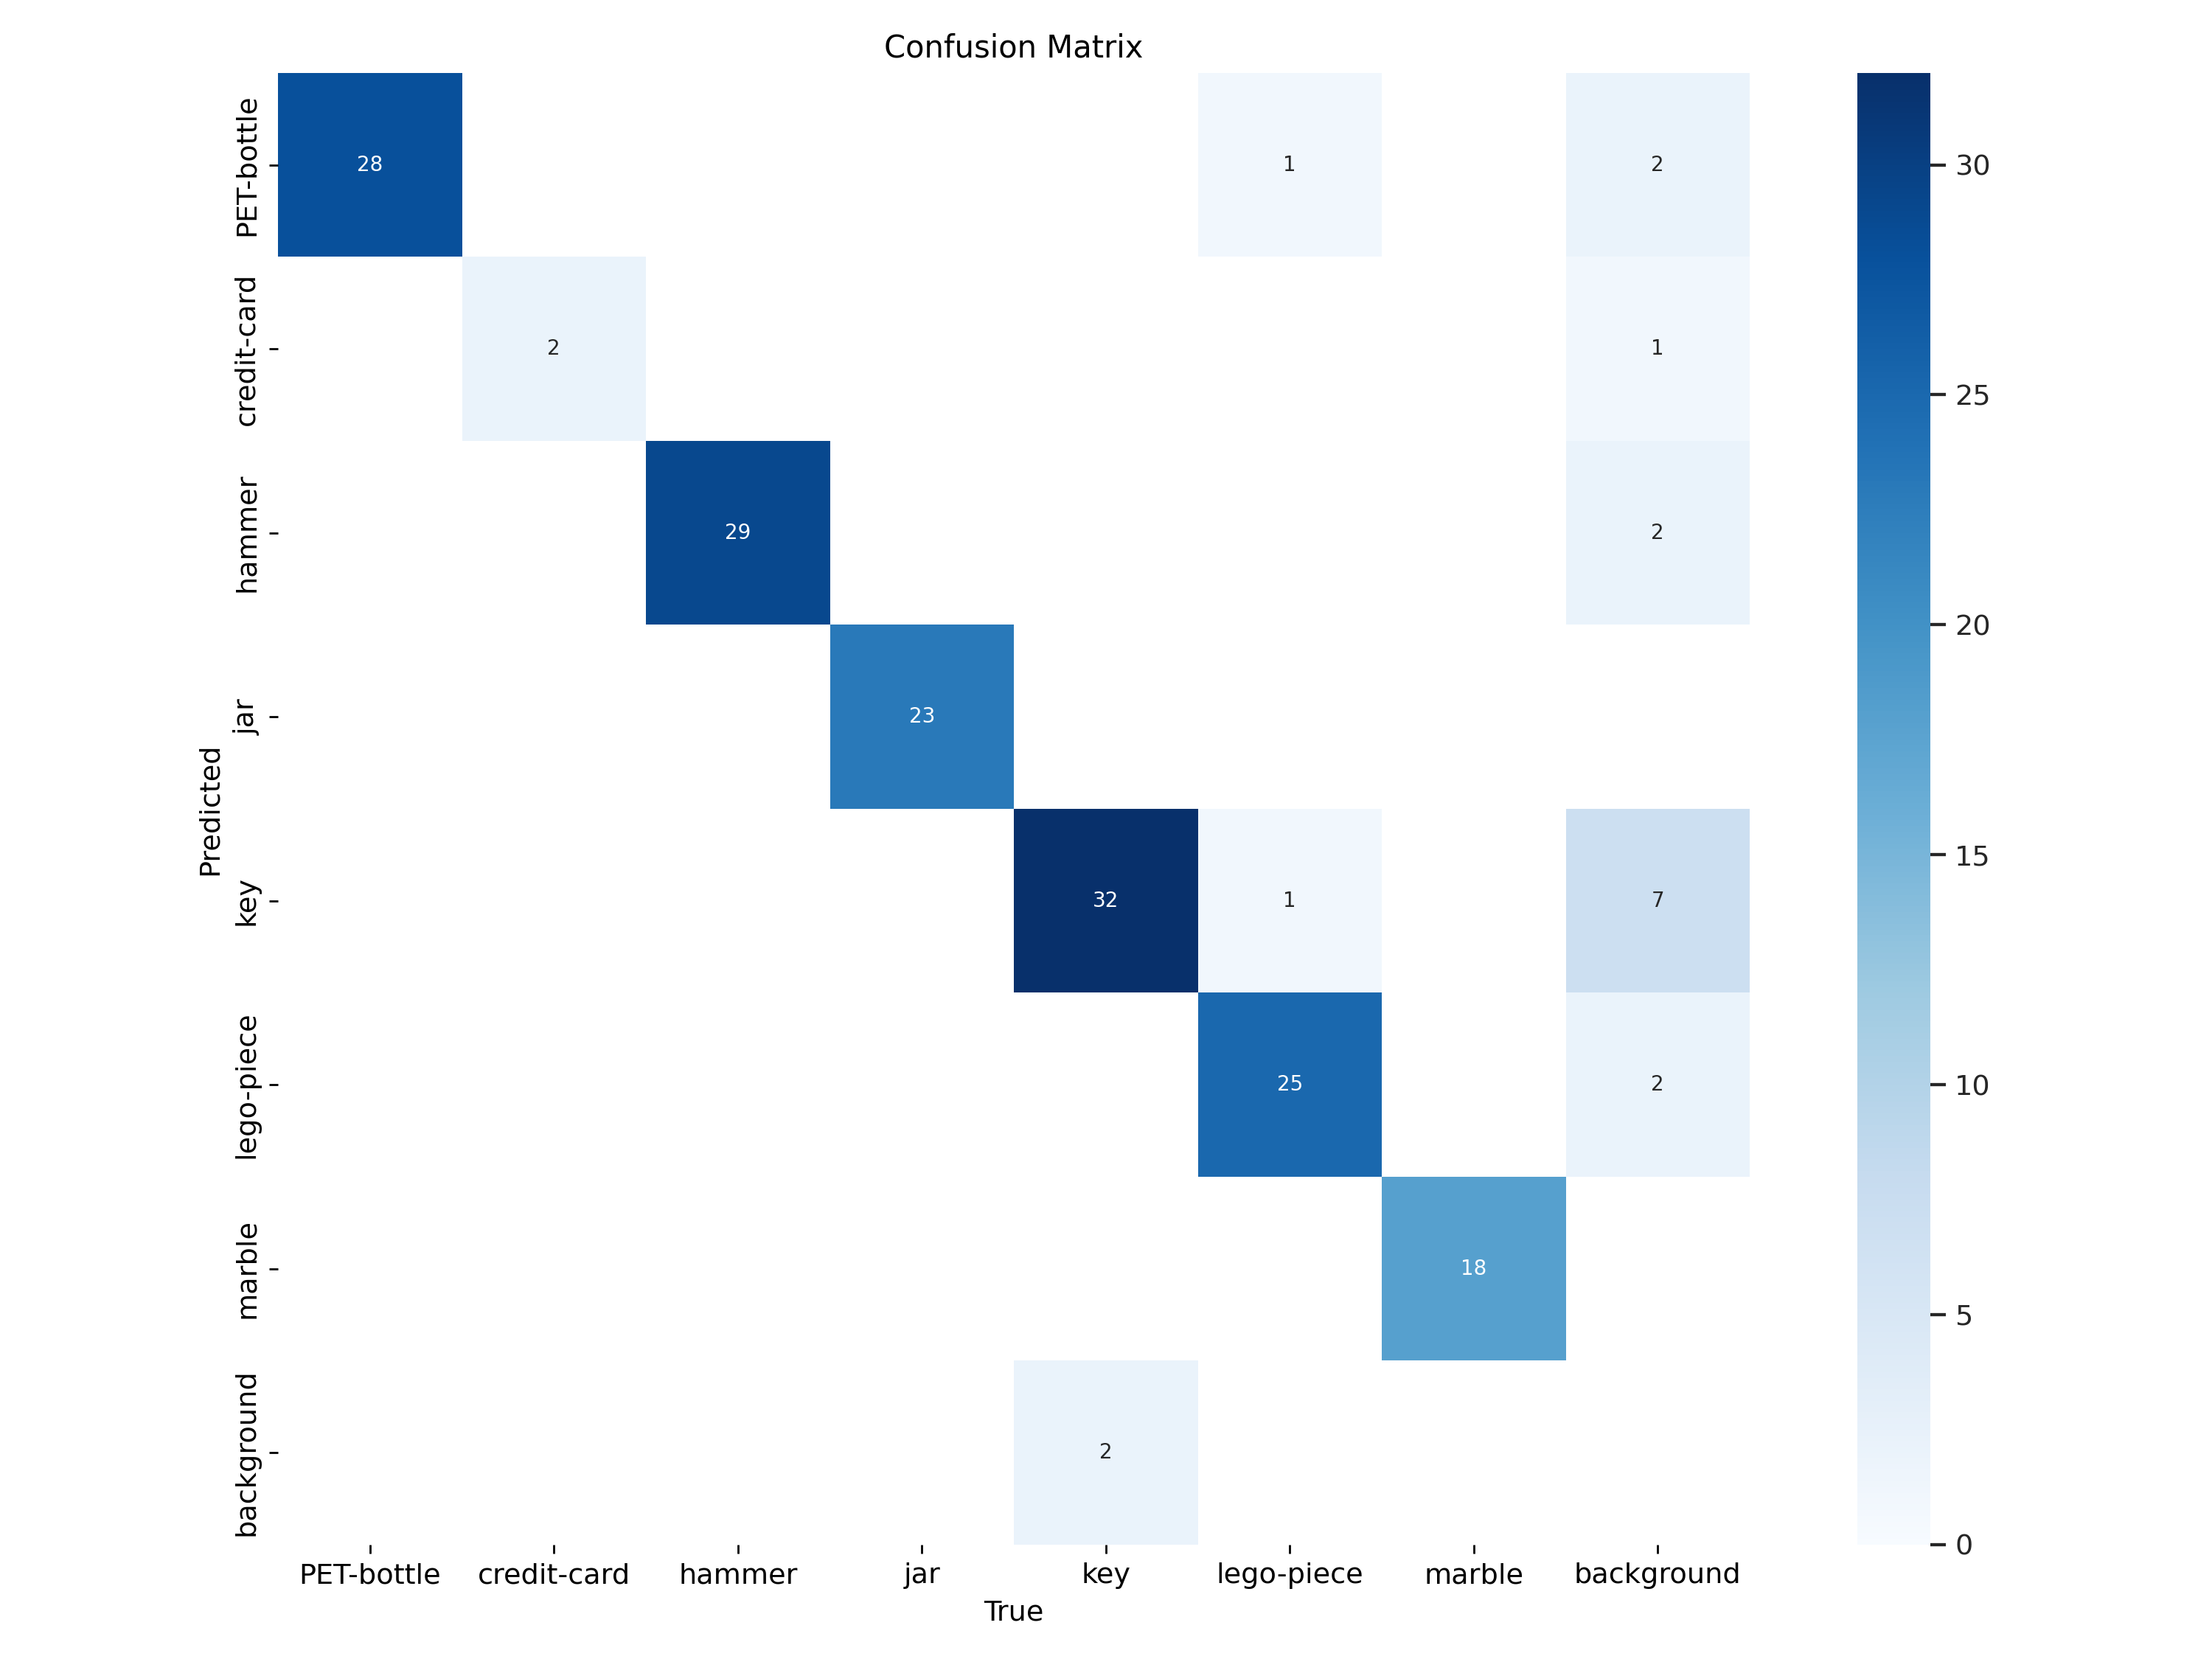 Confusion Matrix
PET-bottle
28
1
2
credit-card
2
1
hammer
29
2
jar
23
key
32
1
7
lego-piece
25
2
marble
18
background
2
Predicted
PET-bottle credit-card hammer jar key lego-piece marble background
True
30
25
20
15
10
5
0